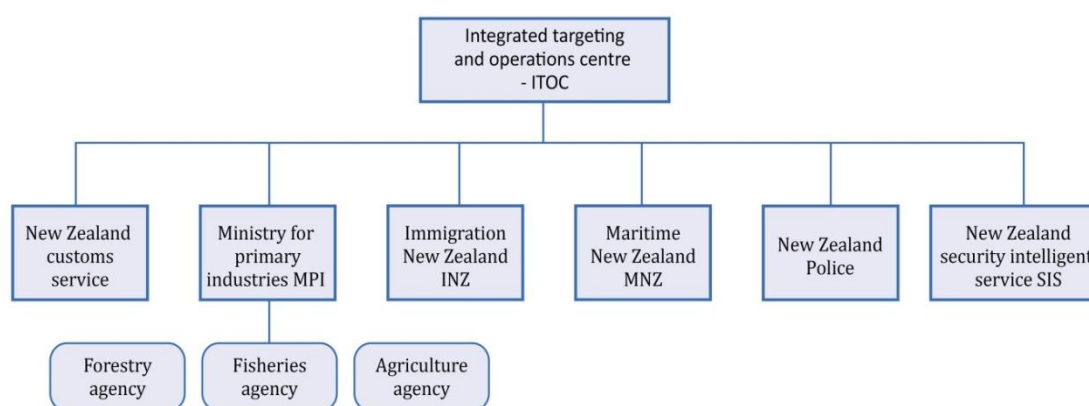 Integrated targeting
and operations centre
- ITOC
New Zealand
customs
service
Ministry for
primary
industries MPI
Immigration
New Zealand
INZ
Maritime
New Zealand
MNZ
New Zealand
Police
New Zealand
security intelligent
service SIS
Forestry
agency
Fisheries
agency
Agriculture
agency